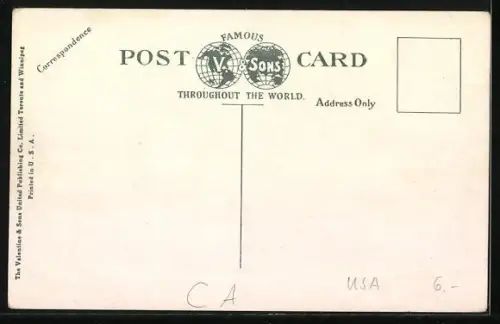 FAMOUS
POST V. & SONS CARD
THROUGHOUT THE WORLD.
Correspondence
Address Only
The Valentine & Sons United Publishing Co. Limited Toronto and Winnipeg
Printed in U. S. A.
CA
USA
6.-